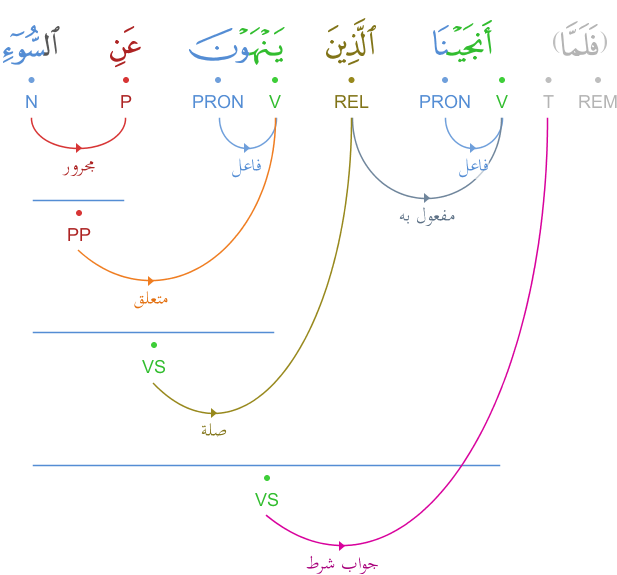 (فَلَمَّا) أَنجَيْنَا ٱلَّذِينَ يَنْهَوْنَ عَنِ ٱلسُّوٓءِ
N P PRON V REL PRON V T REM
مجرور فاعل فاعل
مفعول به
PP
متعلق
VS
صلة
VS
جواب شرط